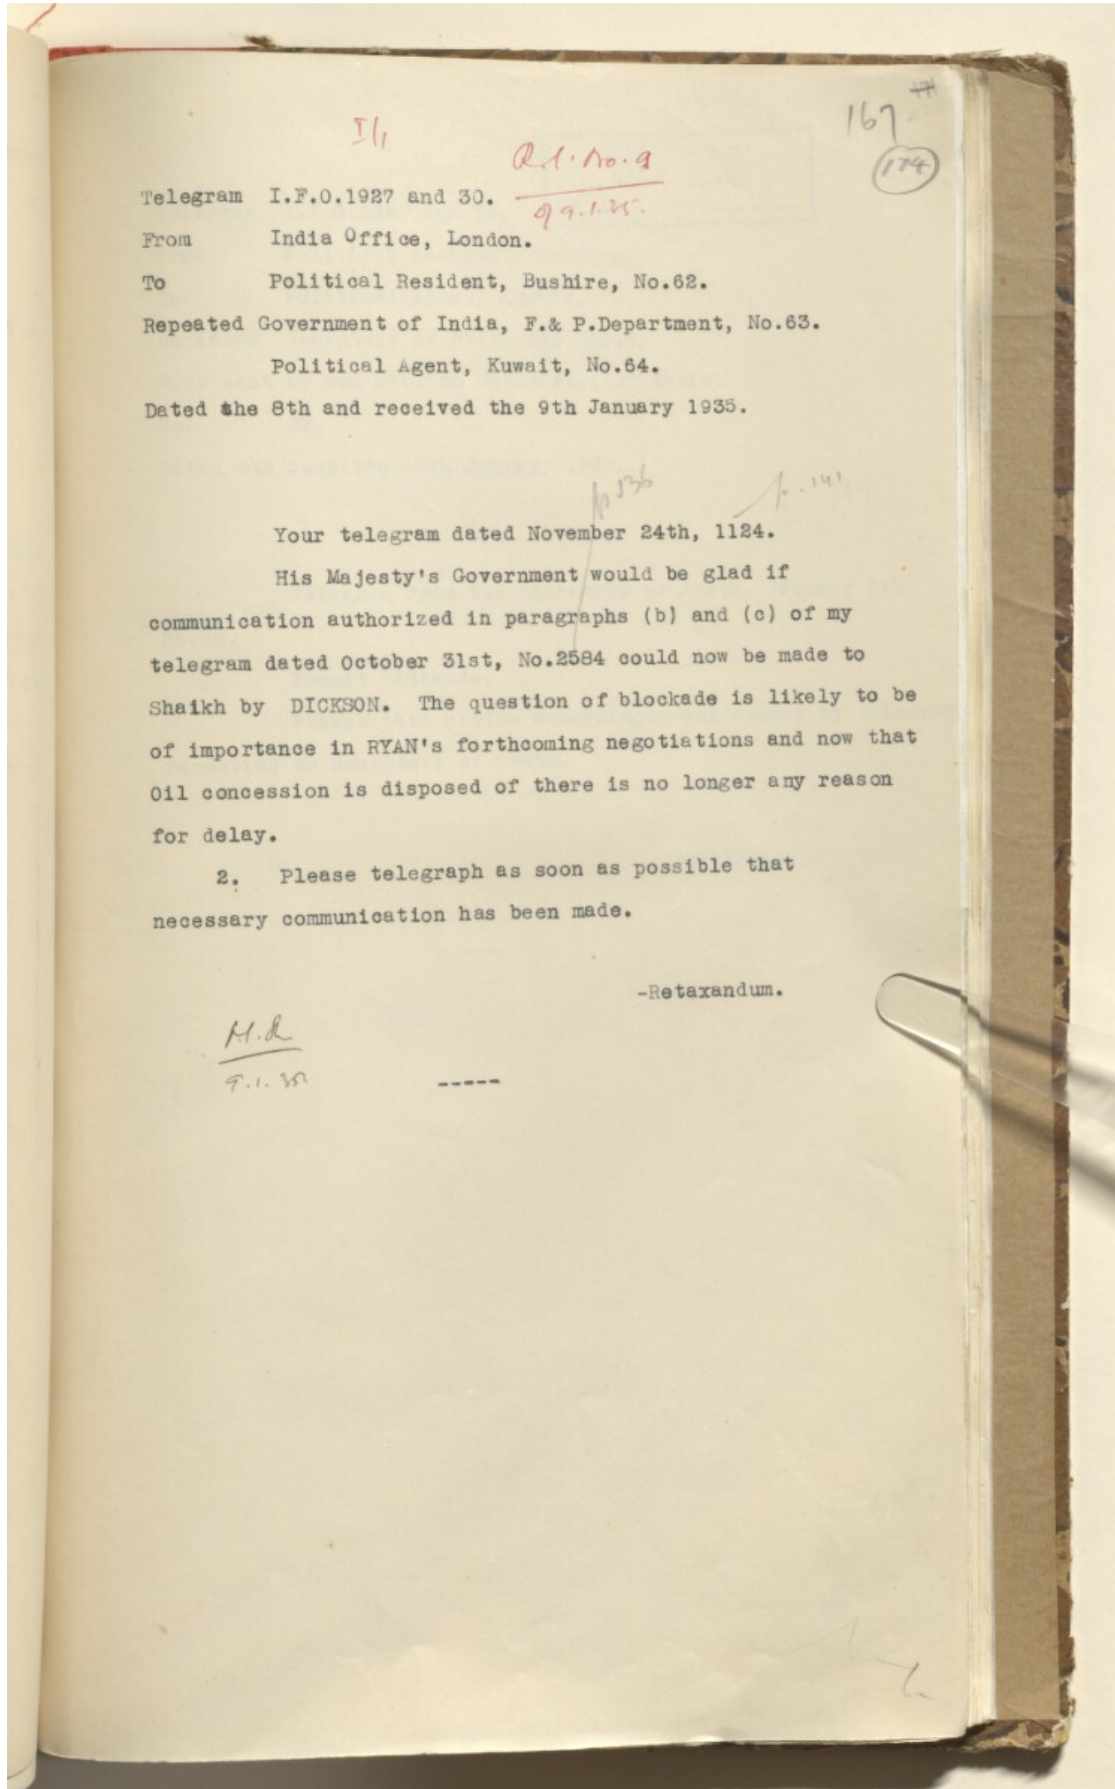 167
174
I/1
R.I. No. 9
Telegram I.F.O.1927 and 30.
of 9.1.35.
From India Office, London.
To Political Resident, Bushire, No.62.
Repeated Government of India, F.& P.Department, No.63.
Political Agent, Kuwait, No.64.
Dated the 8th and received the 9th January 1935.
p 136
p. 141
Your telegram dated November 24th, 1124.
His Majesty's Government would be glad if
communication authorized in paragraphs (b) and (c) of my
telegram dated October 31st, No.2584 could now be made to
Shaikh by DICKSON. The question of blockade is likely to be
of importance in RYAN's forthcoming negotiations and now that
Oil concession is disposed of there is no longer any reason
for delay.
2. Please telegraph as soon as possible that
necessary communication has been made.
-Retaxandum.
9.1.35
-----